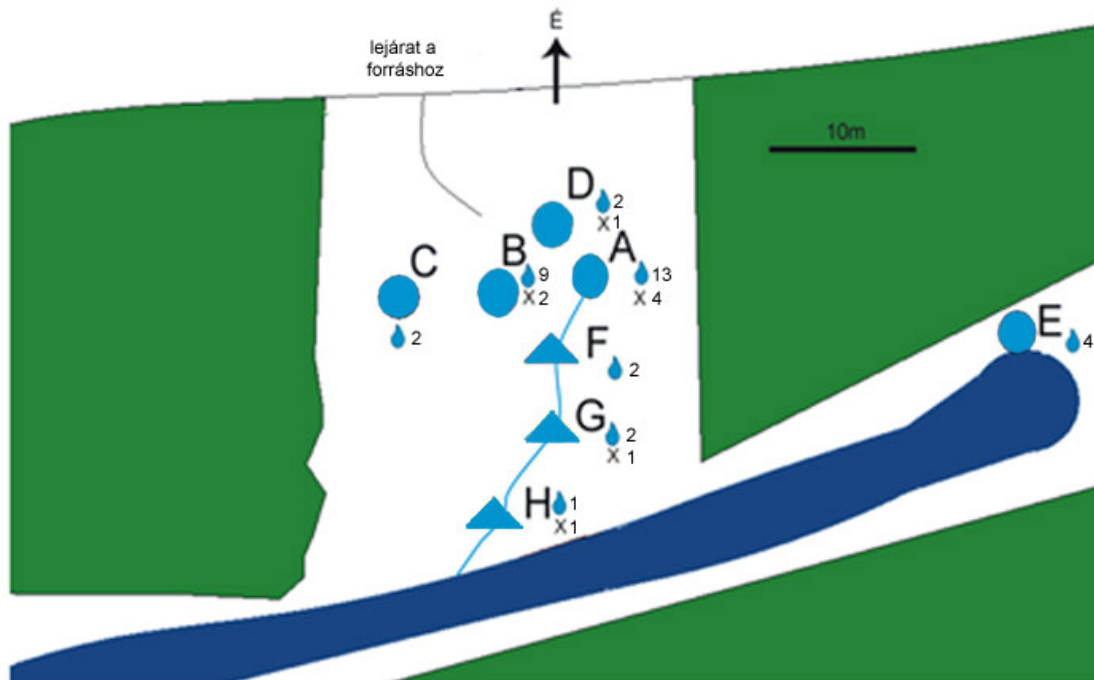 É
lejárat a
forráshoz
10m
D 2
X 1
A 13
X 4
B 9
X 2
C
2
E 4
F 2
G 2
X 1
H 1
X 1